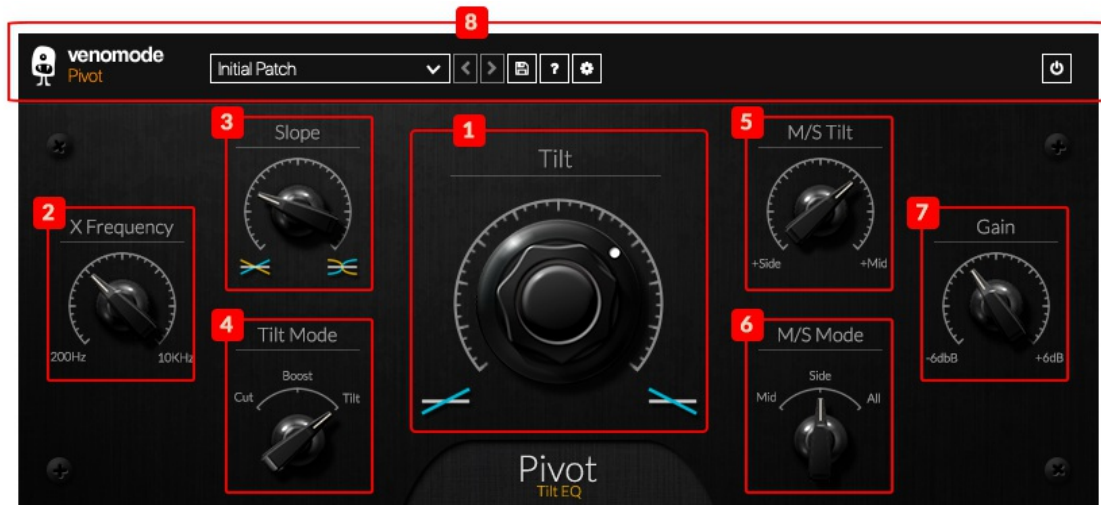 8
venomode
Pivot
Initial Patch
?
3
Slope
1
Tilt
5
M/S Tilt
+Side
+Mid
2
X Frequency
200Hz
10KHz
7
Gain
-6dbB
+6dB
4
Tilt Mode
Cut
Boost
Tilt
6
M/S Mode
Mid
Side
All
Pivot
Tilt EQ